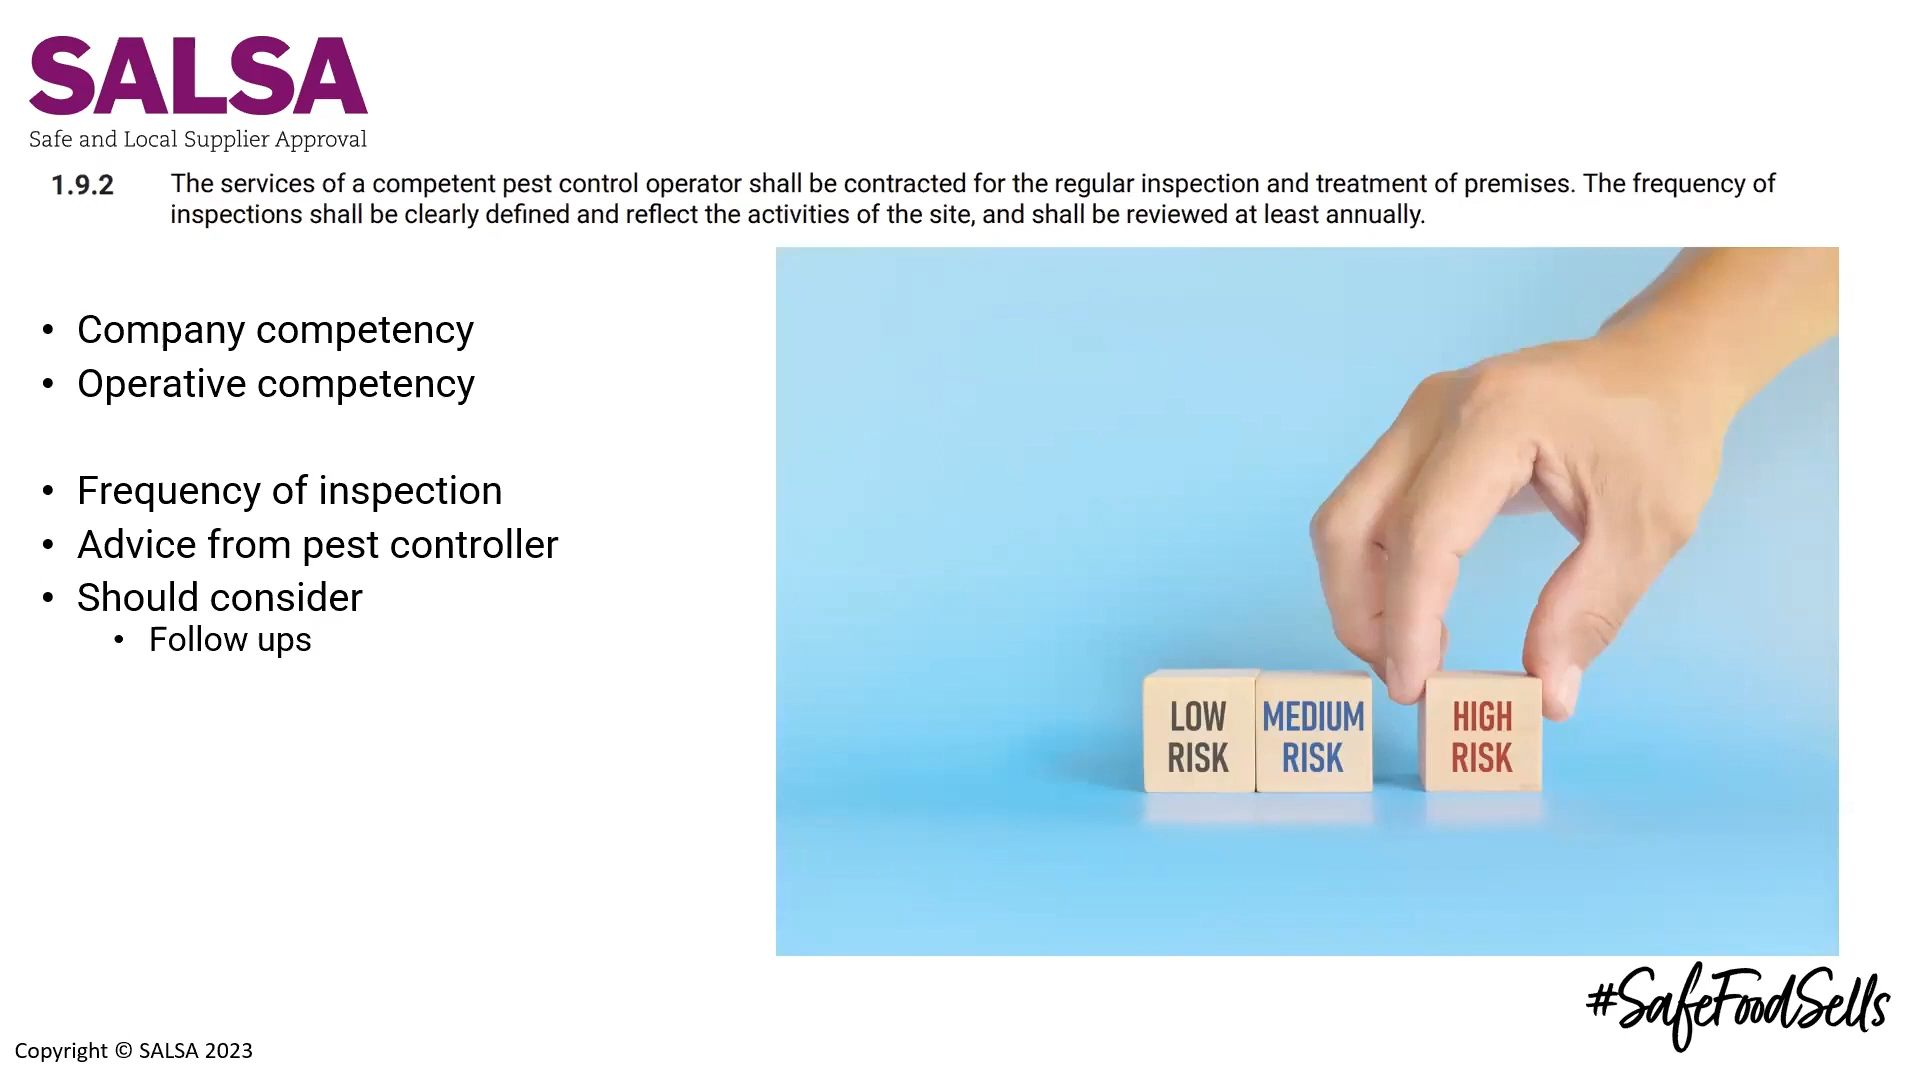 SALSA
Safe and Local Supplier Approval
1.9.2 The services of a competent pest control operator shall be contracted for the regular inspection and treatment of premises. The frequency of
inspections shall be clearly defined and reflect the activities of the site, and shall be reviewed at least annually.
• Company competency
• Operative competency
• Frequency of inspection
• Advice from pest controller
• Should consider
• Follow ups
LOW
RISK
MEDIUM
RISK
HIGH
RISK
#SafeFoodSells
Copyright © SALSA 2023